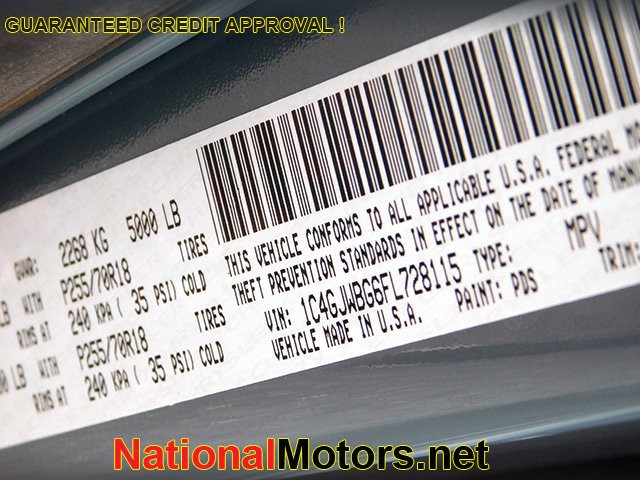 GUARANTEED CREDIT APPROVAL !
GVWR: 2268 KG 5000 LB
LB WITH P255/70R18 TIRES
RIMS AT 240 KPA ( 35 PSI) COLD
LB WITH P255/70R18 TIRES
RIMS AT 240 KPA ( 35 PSI) COLD
THIS VEHICLE CONFORMS TO ALL APPLICABLE U.S.A. FEDERAL
THEFT PREVENTION STANDARDS IN EFFECT ON THE DATE OF
VIN: 1C4GJWBG6FL728115 TYPE: MPV
VEHICLE MADE IN U.S.A. PAINT: PDS TRIM:
NationalMotors.net